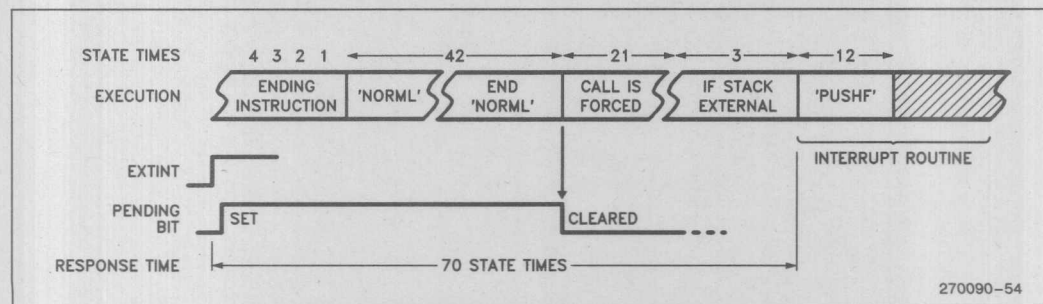 STATE TIMES 4 3 2 1 42 21 3 12
EXECUTION ENDING INSTRUCTION 'NORML' END 'NORML' CALL IS FORCED IF STACK EXTERNAL 'PUSHF'
INTERRUPT ROUTINE
EXTINT
PENDING BIT SET CLEARED
RESPONSE TIME 70 STATE TIMES
270090-54